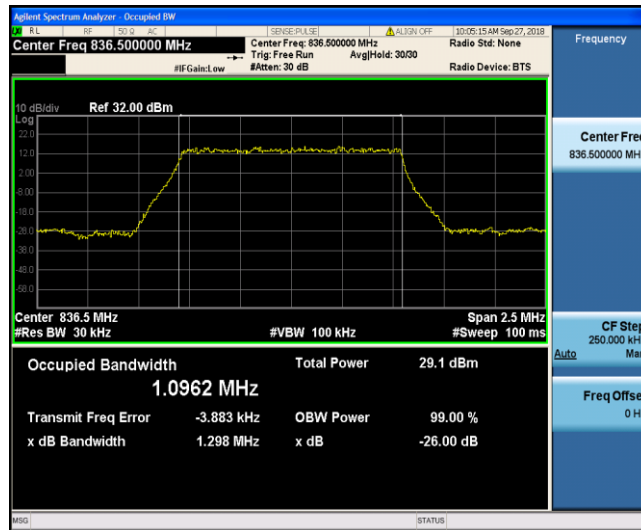 Agilent Spectrum Analyzer - Occupied BW
RL RF 50 Ω AC SENSE:PULSE ALIGN OFF 10:05:15 AM Sep 27, 2018
Center Freq 836.500000 MHz Center Freq: 836.500000 MHz Radio Std: None
Trig: Free Run Avg|Hold: 30/30
#IFGain:Low #Atten: 30 dB Radio Device: BTS
Frequency
10 dB/div Ref 32.00 dBm
Log
22.0
12.0
2.00
-8.00
-18.0
-28.0
-38.0
-48.0
-58.0
Center 836.5 MHz Span 2.5 MHz
#Res BW 30 kHz #VBW 100 kHz #Sweep 100 ms
Occupied Bandwidth Total Power 29.1 dBm
1.0962 MHz
Transmit Freq Error -3.883 kHz OBW Power 99.00 %
x dB Bandwidth 1.298 MHz x dB -26.00 dB
Center Fre
836.500000 MH
CF Step
250.000 kH
Auto Ma
Freq Offse
0 H
MSG STATUS